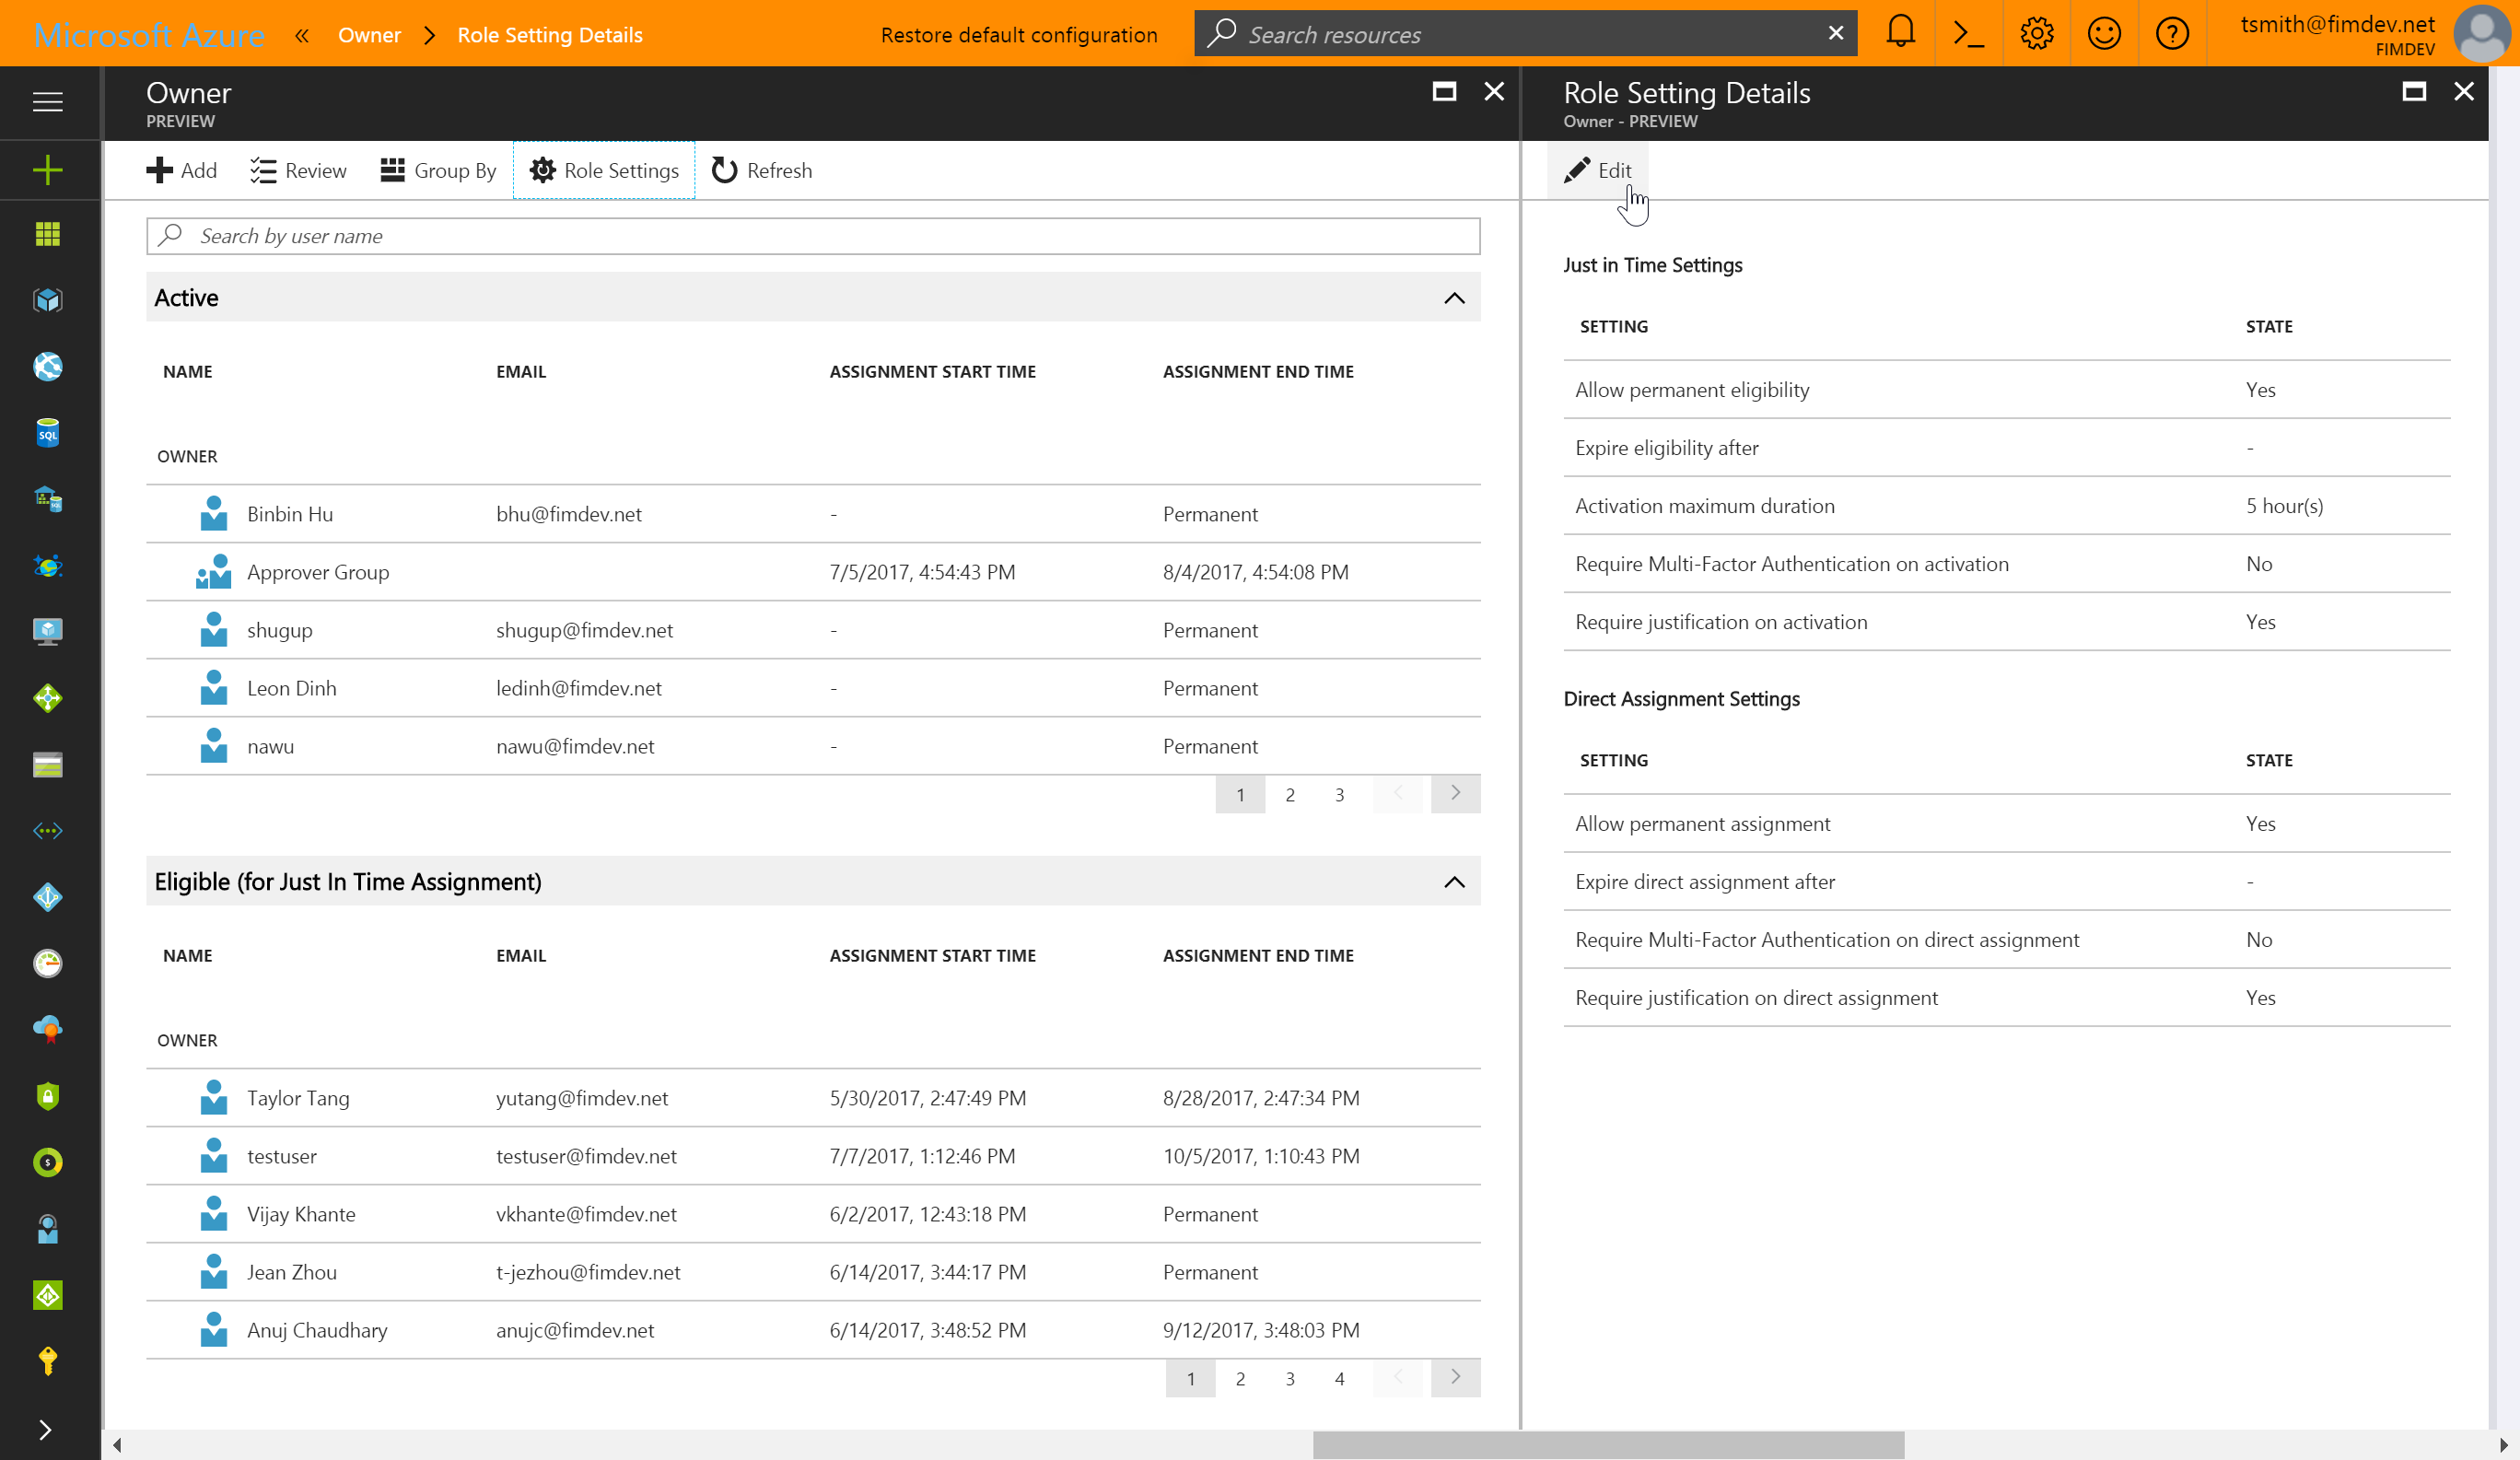 Microsoft Azure « Owner > Role Setting Details Restore default configuration Search resources tsmith@fimdev.net
FIMDEV
Owner
PREVIEW
Add Review Group By Role Settings Refresh
Search by user name
Active
NAME EMAIL ASSIGNMENT START TIME ASSIGNMENT END TIME
OWNER
Binbin Hu bhu@fimdev.net - Permanent
Approver Group 7/5/2017, 4:54:43 PM 8/4/2017, 4:54:08 PM
shugup shugup@fimdev.net - Permanent
Leon Dinh ledinh@fimdev.net - Permanent
nawu nawu@fimdev.net - Permanent
1 2 3
Eligible (for Just In Time Assignment)
NAME EMAIL ASSIGNMENT START TIME ASSIGNMENT END TIME
OWNER
Taylor Tang yutang@fimdev.net 5/30/2017, 2:47:49 PM 8/28/2017, 2:47:34 PM
testuser testuser@fimdev.net 7/7/2017, 1:12:46 PM 10/5/2017, 1:10:43 PM
Vijay Khante vkhante@fimdev.net 6/2/2017, 12:43:18 PM Permanent
Jean Zhou t-jezhou@fimdev.net 6/14/2017, 3:44:17 PM Permanent
Anuj Chaudhary anujc@fimdev.net 6/14/2017, 3:48:52 PM 9/12/2017, 3:48:03 PM
1 2 3 4
Role Setting Details
Owner - PREVIEW
Edit
Just in Time Settings
SETTING STATE
Allow permanent eligibility Yes
Expire eligibility after -
Activation maximum duration 5 hour(s)
Require Multi-Factor Authentication on activation No
Require justification on activation Yes
Direct Assignment Settings
SETTING STATE
Allow permanent assignment Yes
Expire direct assignment after -
Require Multi-Factor Authentication on direct assignment No
Require justification on direct assignment Yes
SQL